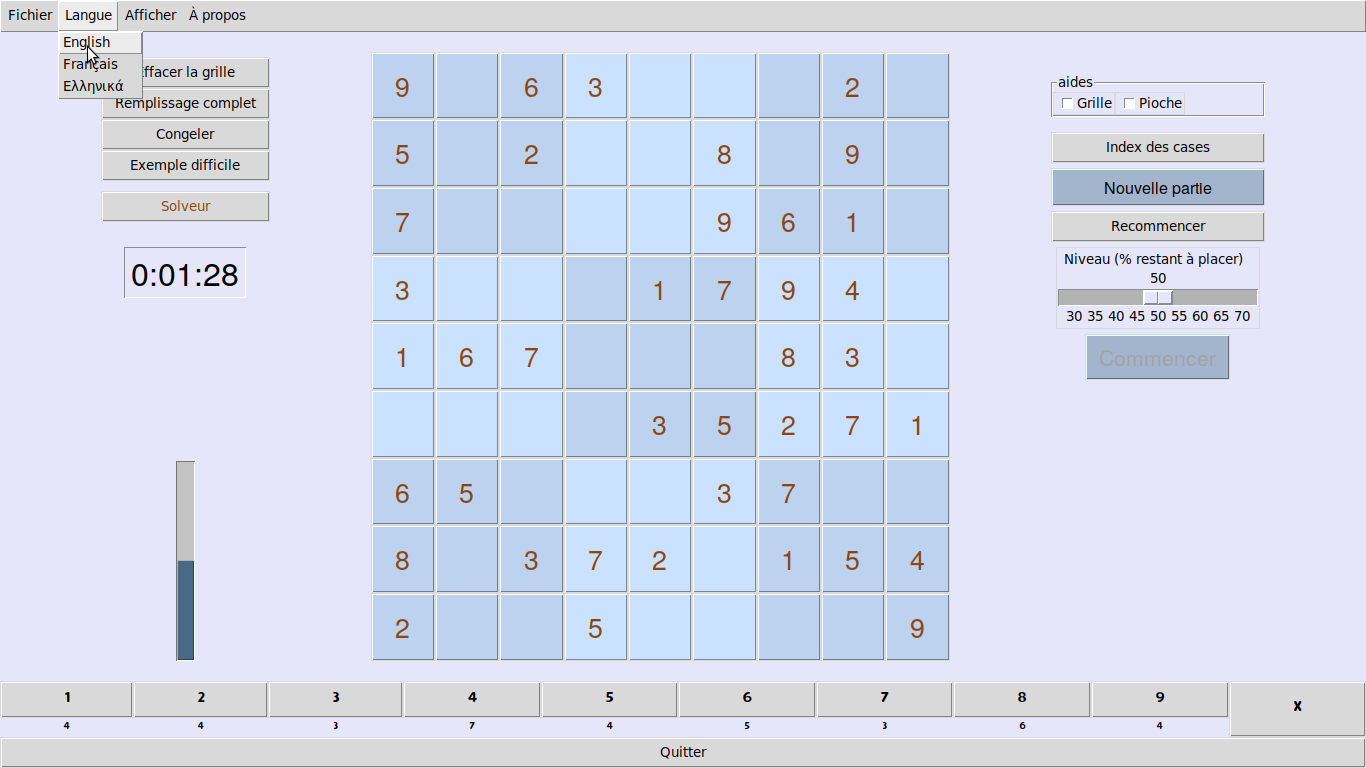 Fichier Langue Afficher À propos
English
Français
Ελληνικά
ffacer la grille
Remplissage complet
Congeler
Exemple difficile
Solveur
0:01:28
9 6 3 2
5 2 8 9
7 9 6 1
3 1 7 9 4
1 6 7 8 3
3 5 2 7 1
6 5 3 7
8 3 7 2 1 5 4
2 5 9
aides
Grille Pioche
Index des cases
Nouvelle partie
Recommencer
Niveau (% restant à placer)
50
30 35 40 45 50 55 60 65 70
Commencer
1 2 3 4 5 6 7 8 9 x
4 4 3 7 4 5 3 6 4
Quitter